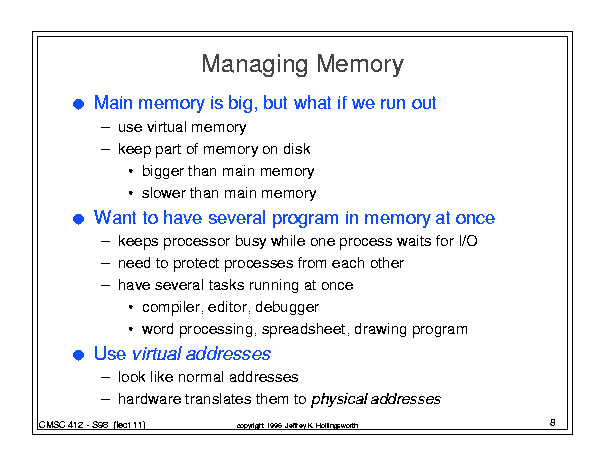 Managing Memory
● Main memory is big, but what if we run out
– use virtual memory
– keep part of memory on disk
• bigger than main memory
• slower than main memory
● Want to have several program in memory at once
– keeps processor busy while one process waits for I/O
– need to protect processes from each other
– have several tasks running at once
• compiler, editor, debugger
• word processing, spreadsheet, drawing program
● Use virtual addresses
– look like normal addresses
– hardware translates them to physical addresses
CMSC 412 - S96 (lect 11) copyright 1996 Jeffrey K. Hollingsworth 8